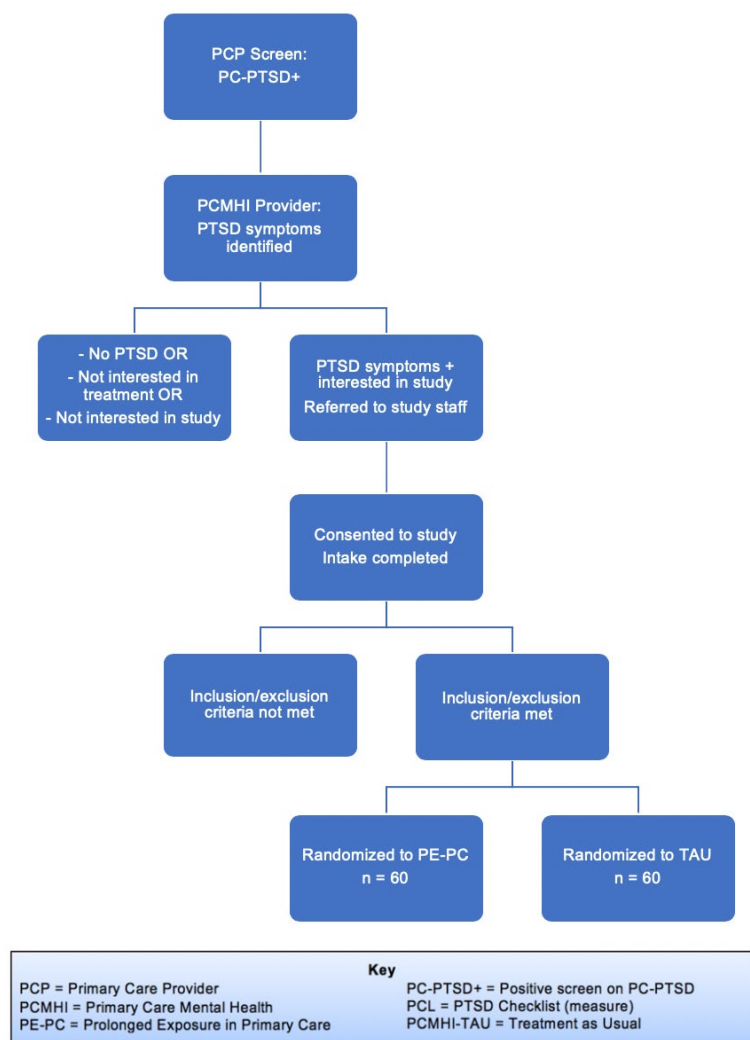 PCP Screen:
PC-PTSD+
PCMHI Provider:
PTSD symptoms
identified
- No PTSD OR
- Not interested in
treatment OR
- Not interested in study
PTSD symptoms +
interested in study
Referred to study staff
Consented to study
Intake completed
Inclusion/exclusion
criteria not met
Inclusion/exclusion
criteria met
Randomized to PE-PC
n = 60
Randomized to TAU
n = 60
Key
PCP = Primary Care Provider
PCMHI = Primary Care Mental Health
PE-PC = Prolonged Exposure in Primary Care
PC-PTSD+ = Positive screen on PC-PTSD
PCL = PTSD Checklist (measure)
PCMHI-TAU = Treatment as Usual